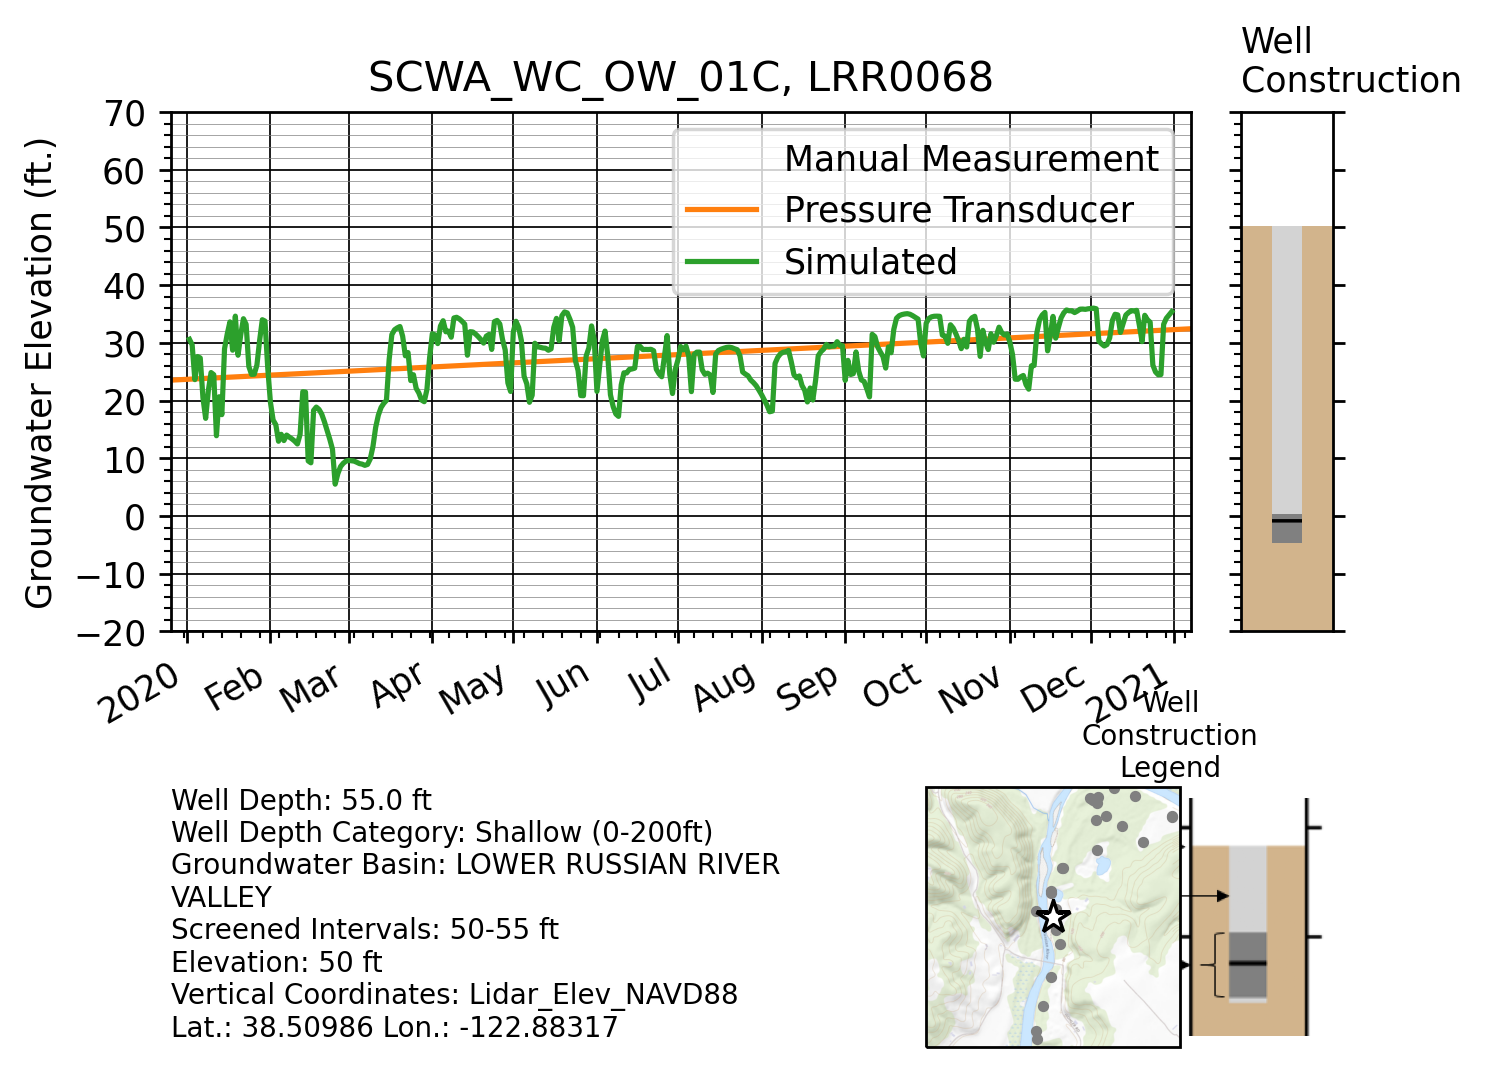 Well
Construction
SCWA_WC_OW_01C, LRR0068
Groundwater Elevation (ft.)
70
60
50
40
30
20
10
0
−10
−20
Manual Measurement
Pressure Transducer
Simulated
2020
Feb
Mar
Apr
May
Jun
Jul
Aug
Sep
Oct
Nov
Dec
2021
Well
Construction
Legend
Well Depth: 55.0 ft
Well Depth Category: Shallow (0-200ft)
Groundwater Basin: LOWER RUSSIAN RIVER
VALLEY
Screened Intervals: 50-55 ft
Elevation: 50 ft
Vertical Coordinates: Lidar_Elev_NAVD88
Lat.: 38.50986 Lon.: -122.88317